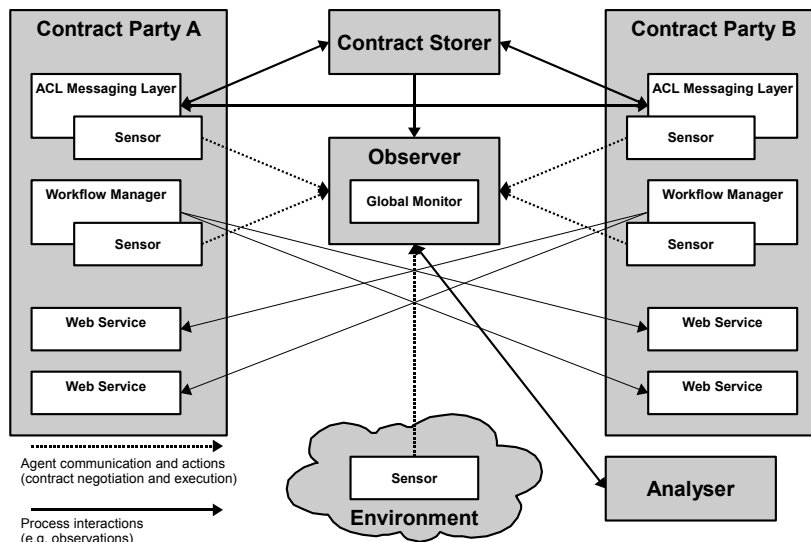 Contract Party A
ACL Messaging Layer
Sensor
Workflow Manager
Sensor
Web Service
Web Service
Contract Storer
Observer
Global Monitor
Contract Party B
ACL Messaging Layer
Sensor
Workflow Manager
Sensor
Web Service
Web Service
Agent communication and actions
(contract negotiation and execution)
Process interactions
(e.g. observations)
Sensor
Environment
Analyser